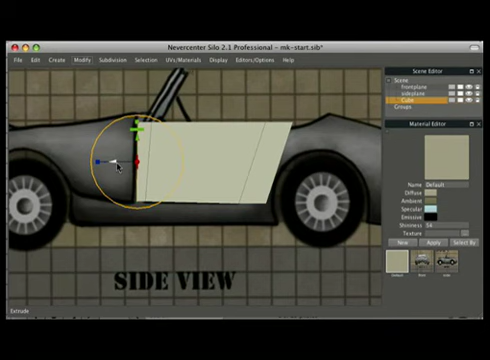 Nevercenter Silo 2.1 Professional - mk-start.sib*
File Edit Create Modify Subdivision Selection UVs/Materials Display Editors/Options Help
Scene Editor
Scene
frontplane
sideplane
Cube
Groups
Material Editor
Name Default
Diffuse
Ambient
Specular
Emissive
Shininess 54
Texture
New Apply Select By
Default
SIDE VIEW
Extrude